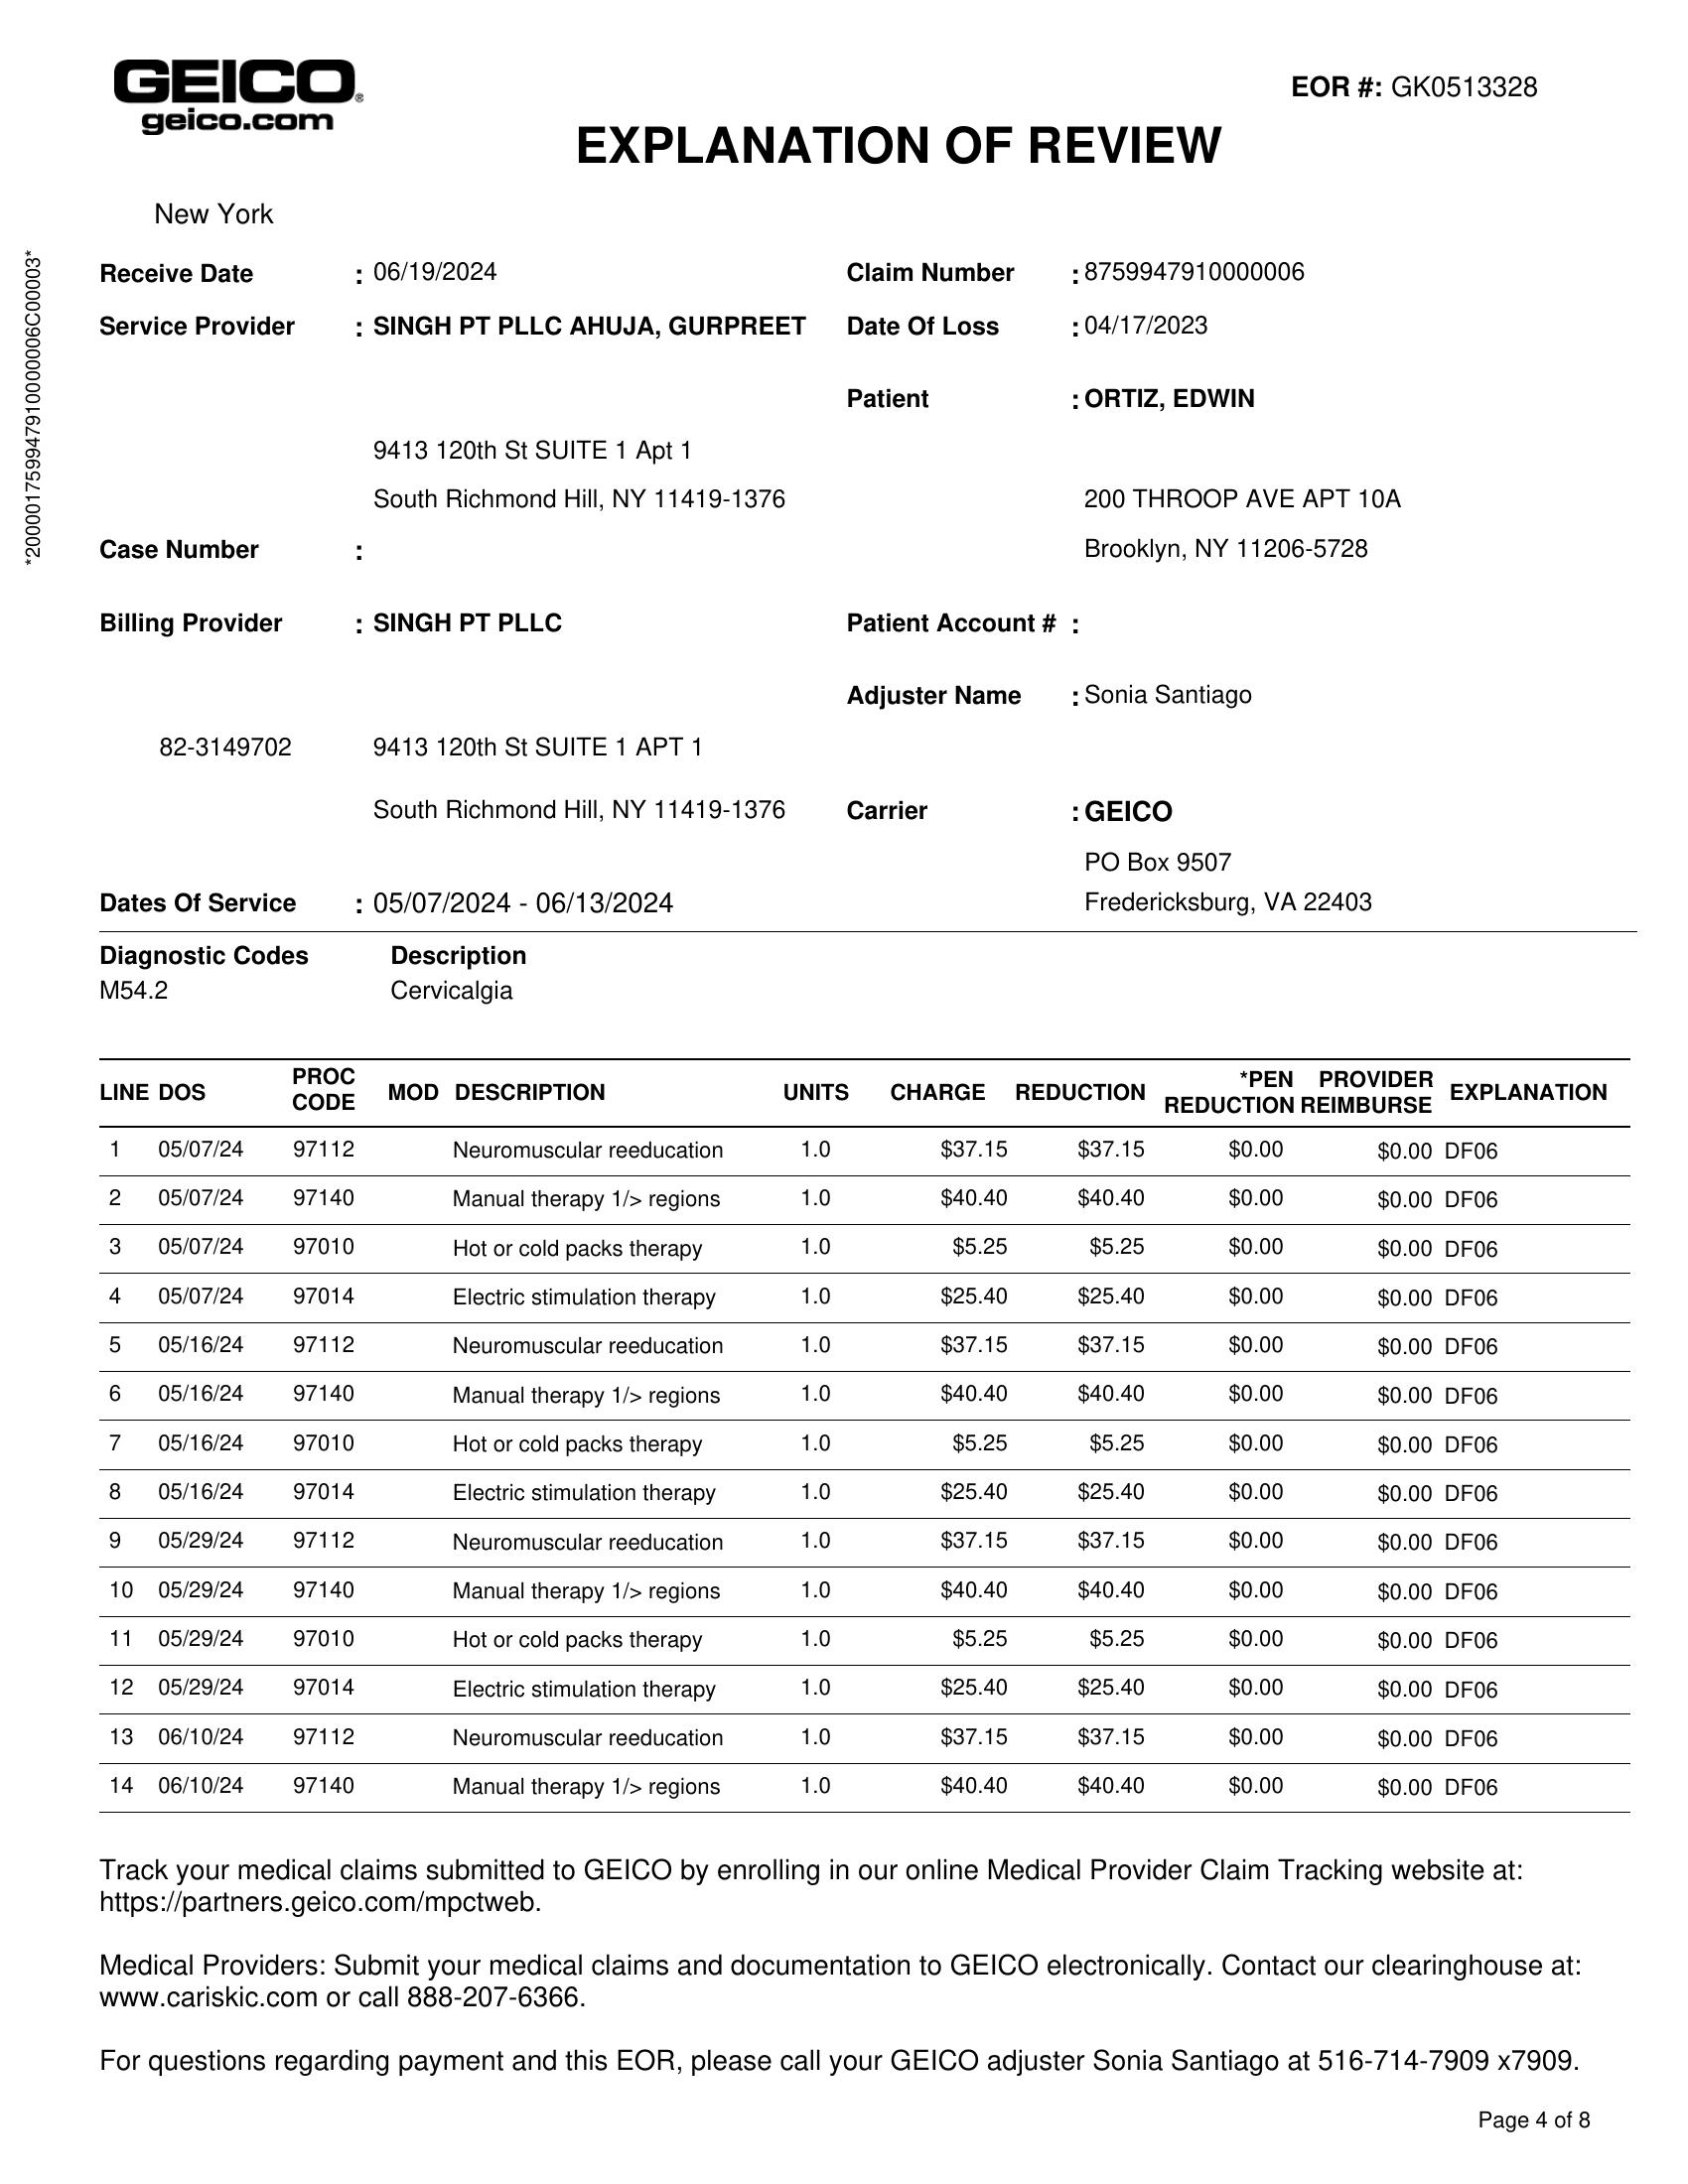 GEICO®
geico.com
EOR #: GK0513328
EXPLANATION OF REVIEW
New York
*2000017599479100000006C00003*
Receive Date : 06/19/2024 Claim Number : 8759947910000006
Service Provider : SINGH PT PLLC AHUJA, GURPREET Date Of Loss : 04/17/2023
Patient : ORTIZ, EDWIN
9413 120th St SUITE 1 Apt 1
South Richmond Hill, NY 11419-1376 200 THROOP AVE APT 10A
Case Number : Brooklyn, NY 11206-5728
Billing Provider : SINGH PT PLLC Patient Account # :
Adjuster Name : Sonia Santiago
82-3149702 9413 120th St SUITE 1 APT 1
South Richmond Hill, NY 11419-1376 Carrier : GEICO
PO Box 9507
Dates Of Service : 05/07/2024 - 06/13/2024 Fredericksburg, VA 22403
Diagnostic Codes Description
M54.2 Cervicalgia
LINE DOS PROC CODE MOD DESCRIPTION UNITS CHARGE REDUCTION *PEN REDUCTION PROVIDER REIMBURSE EXPLANATION
1 05/07/24 97112 Neuromuscular reeducation 1.0 $37.15 $37.15 $0.00 $0.00 DF06
2 05/07/24 97140 Manual therapy 1/> regions 1.0 $40.40 $40.40 $0.00 $0.00 DF06
3 05/07/24 97010 Hot or cold packs therapy 1.0 $5.25 $5.25 $0.00 $0.00 DF06
4 05/07/24 97014 Electric stimulation therapy 1.0 $25.40 $25.40 $0.00 $0.00 DF06
5 05/16/24 97112 Neuromuscular reeducation 1.0 $37.15 $37.15 $0.00 $0.00 DF06
6 05/16/24 97140 Manual therapy 1/> regions 1.0 $40.40 $40.40 $0.00 $0.00 DF06
7 05/16/24 97010 Hot or cold packs therapy 1.0 $5.25 $5.25 $0.00 $0.00 DF06
8 05/16/24 97014 Electric stimulation therapy 1.0 $25.40 $25.40 $0.00 $0.00 DF06
9 05/29/24 97112 Neuromuscular reeducation 1.0 $37.15 $37.15 $0.00 $0.00 DF06
10 05/29/24 97140 Manual therapy 1/> regions 1.0 $40.40 $40.40 $0.00 $0.00 DF06
11 05/29/24 97010 Hot or cold packs therapy 1.0 $5.25 $5.25 $0.00 $0.00 DF06
12 05/29/24 97014 Electric stimulation therapy 1.0 $25.40 $25.40 $0.00 $0.00 DF06
13 06/10/24 97112 Neuromuscular reeducation 1.0 $37.15 $37.15 $0.00 $0.00 DF06
14 06/10/24 97140 Manual therapy 1/> regions 1.0 $40.40 $40.40 $0.00 $0.00 DF06
Track your medical claims submitted to GEICO by enrolling in our online Medical Provider Claim Tracking website at:
https://partners.geico.com/mpctweb.
Medical Providers: Submit your medical claims and documentation to GEICO electronically. Contact our clearinghouse at:
www.cariskic.com or call 888-207-6366.
For questions regarding payment and this EOR, please call your GEICO adjuster Sonia Santiago at 516-714-7909 x7909.
Page 4 of 8